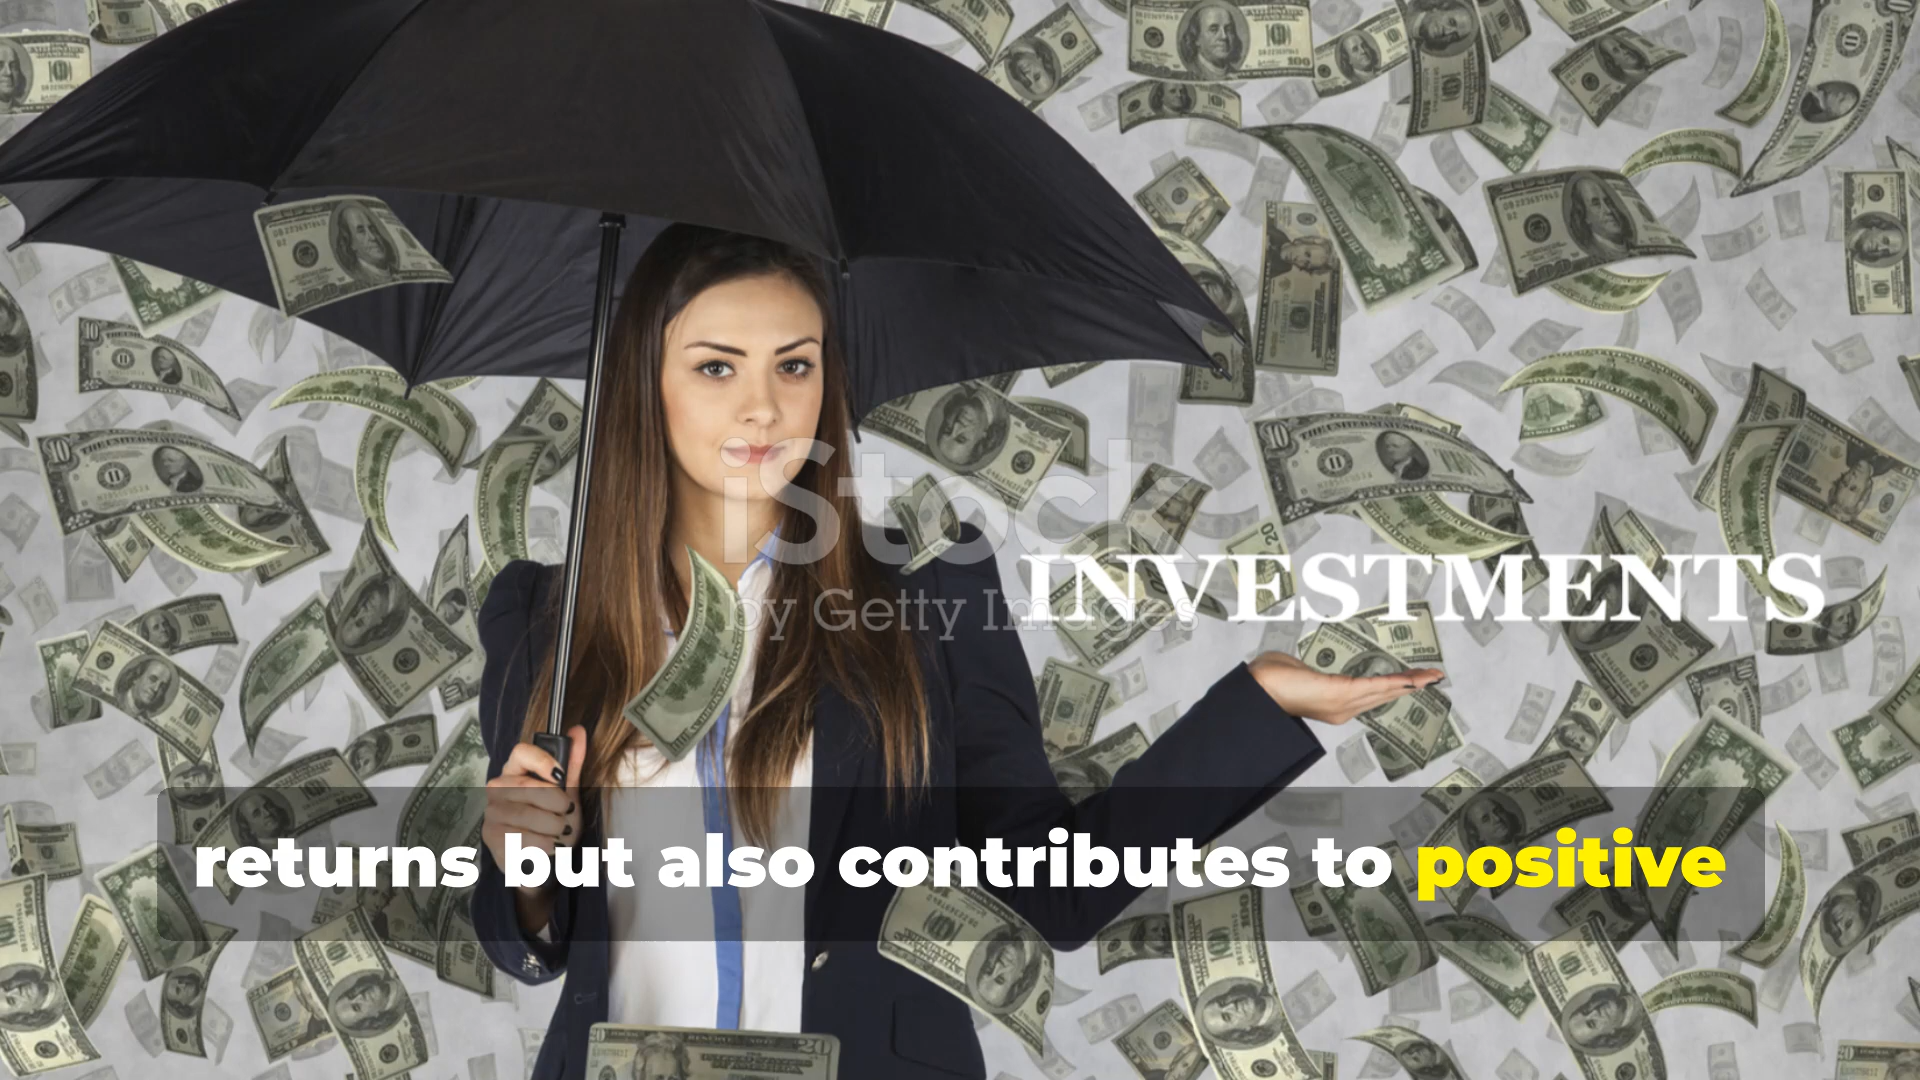 iStock
by Getty Images
INVESTMENTS
returns but also contributes to positive